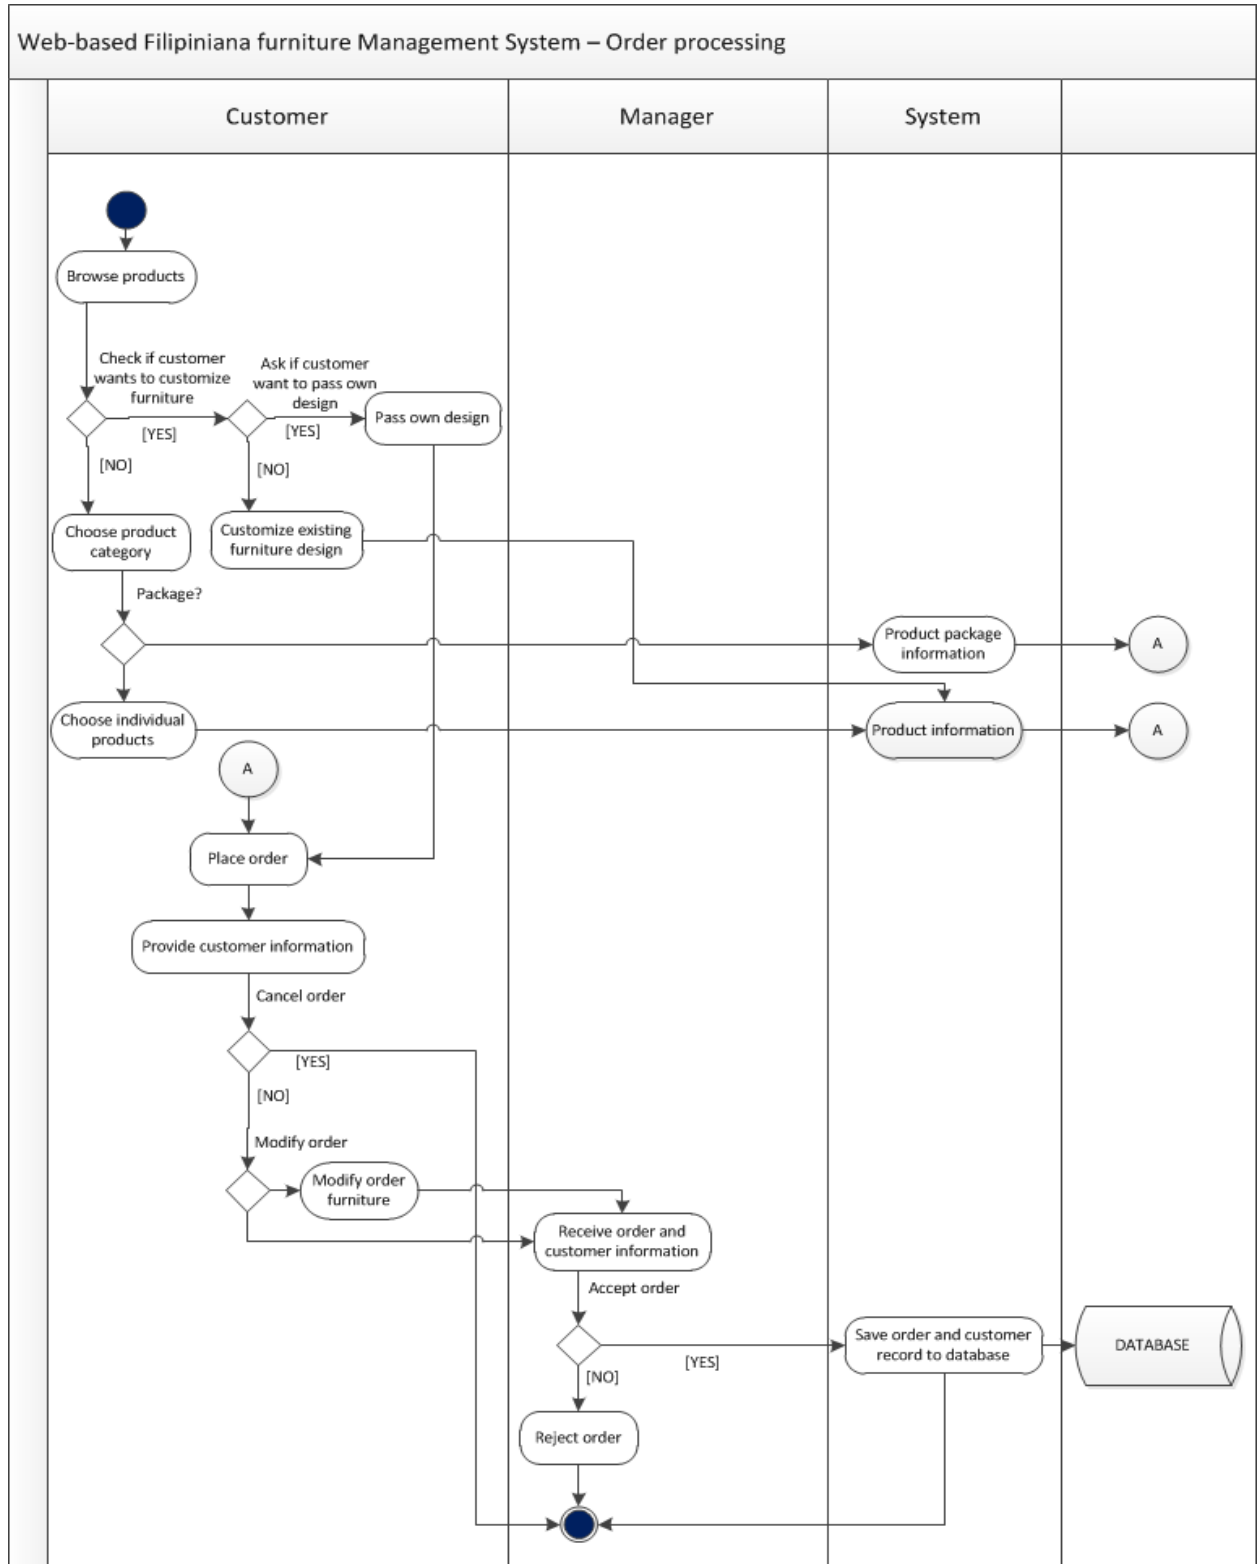 Web-based Filipiniana furniture Management System – Order processing
Customer
Manager
System
Browse products
Check if customer
wants to customize
furniture
Ask if customer
want to pass own
design
Pass own design
[YES]
[YES]
[NO]
[NO]
Choose product
category
Customize existing
furniture design
Package?
Product package
information
A
Choose individual
products
Product information
A
A
Place order
Provide customer information
Cancel order
[YES]
[NO]
Modify order
Modify order
furniture
Receive order and
customer information
Accept order
Save order and customer
record to database
DATABASE
[YES]
[NO]
Reject order